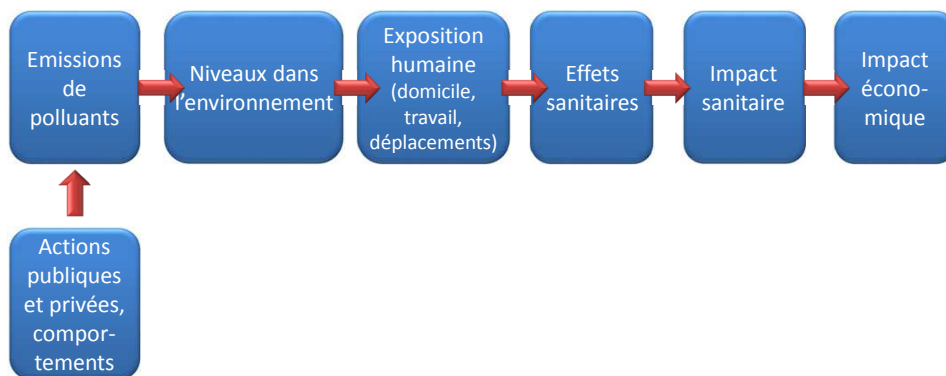 Emissions
de
polluants
Niveaux dans
l'environnement
Exposition
humaine
(domicile,
travail,
déplacements)
Effets
sanitaires
Impact
sanitaire
Impact
écono-
mique
Actions
publiques
et privées,
compor-
tements